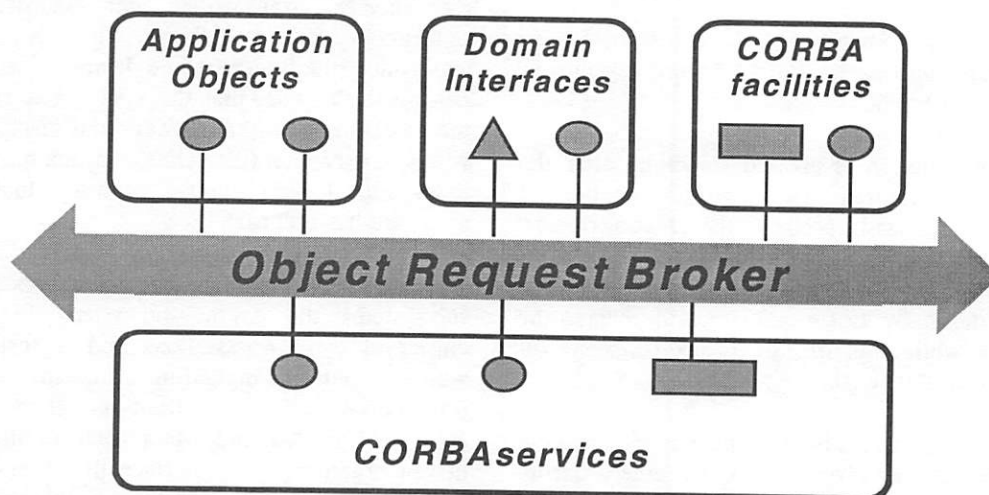 Application
Objects
Domain
Interfaces
CORBA
facilities
Object Request Broker
CORBAservices